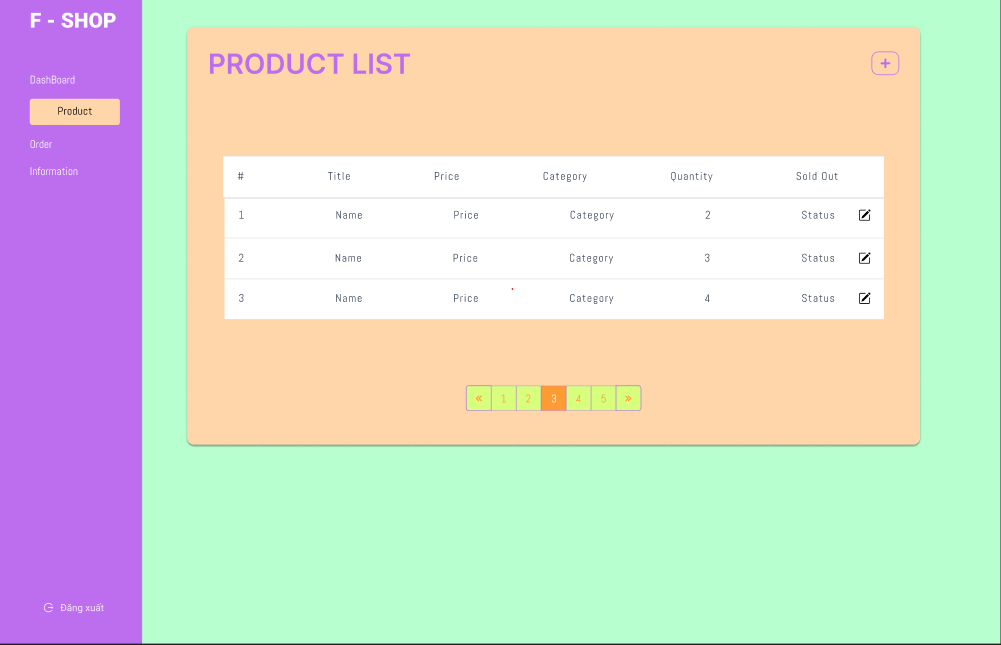 F - SHOP
DashBoard
Product
Order
Information
Đăng xuất
PRODUCT LIST
+
# Title Price Category Quantity Sold Out
1 Name Price Category 2 Status
2 Name Price Category 3 Status
3 Name Price Category 4 Status
« 1 2 3 4 5 »